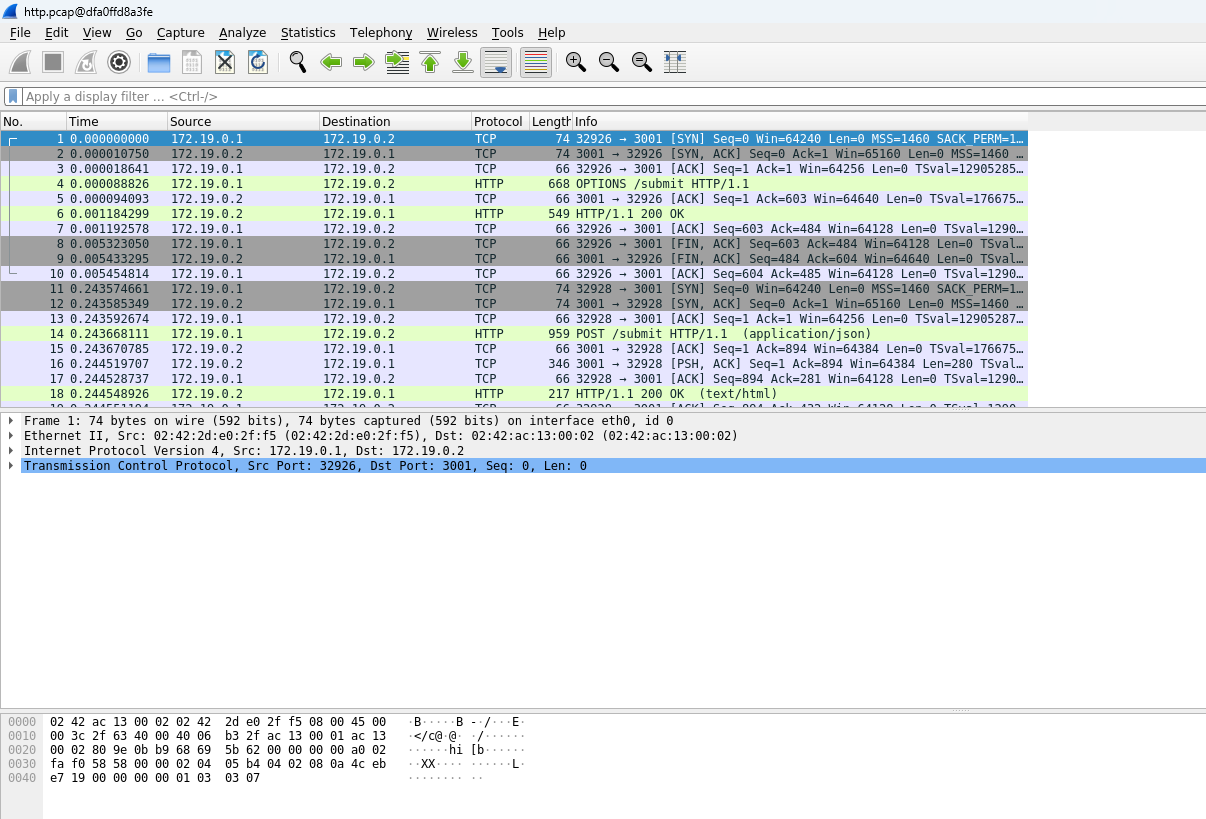 http.pcap@dfa0ffd8a3fe
File Edit View Go Capture Analyze Statistics Telephony Wireless Tools Help
Apply a display filter ... <Ctrl-/>
No. Time Source Destination Protocol Length Info
1 0.000000000 172.19.0.1 172.19.0.2 TCP 74 32926 → 3001 [SYN] Seq=0 Win=64240 Len=0 MSS=1460 SACK_PERM=1…
2 0.000010750 172.19.0.2 172.19.0.1 TCP 74 3001 → 32926 [SYN, ACK] Seq=0 Ack=1 Win=65160 Len=0 MSS=1460 …
3 0.000018641 172.19.0.1 172.19.0.2 TCP 66 32926 → 3001 [ACK] Seq=1 Ack=1 Win=64256 Len=0 TSval=12905285…
4 0.000088826 172.19.0.1 172.19.0.2 HTTP 668 OPTIONS /submit HTTP/1.1
5 0.000094093 172.19.0.2 172.19.0.1 TCP 66 3001 → 32926 [ACK] Seq=1 Ack=603 Win=64640 Len=0 TSval=176675…
6 0.001184299 172.19.0.2 172.19.0.1 HTTP 549 HTTP/1.1 200 OK
7 0.001192578 172.19.0.1 172.19.0.2 TCP 66 32926 → 3001 [ACK] Seq=603 Ack=484 Win=64128 Len=0 TSval=1290…
8 0.005323050 172.19.0.1 172.19.0.2 TCP 66 32926 → 3001 [FIN, ACK] Seq=603 Ack=484 Win=64128 Len=0 TSval…
9 0.005433295 172.19.0.2 172.19.0.1 TCP 66 3001 → 32926 [FIN, ACK] Seq=484 Ack=604 Win=64640 Len=0 TSval…
10 0.005454814 172.19.0.1 172.19.0.2 TCP 66 32926 → 3001 [ACK] Seq=604 Ack=485 Win=64128 Len=0 TSval=1290…
11 0.243574661 172.19.0.1 172.19.0.2 TCP 74 32928 → 3001 [SYN] Seq=0 Win=64240 Len=0 MSS=1460 SACK_PERM=1…
12 0.243585349 172.19.0.2 172.19.0.1 TCP 74 3001 → 32928 [SYN, ACK] Seq=0 Ack=1 Win=65160 Len=0 MSS=1460 …
13 0.243592674 172.19.0.1 172.19.0.2 TCP 66 32928 → 3001 [ACK] Seq=1 Ack=1 Win=64256 Len=0 TSval=12905287…
14 0.243668111 172.19.0.1 172.19.0.2 HTTP 959 POST /submit HTTP/1.1 (application/json)
15 0.243670785 172.19.0.2 172.19.0.1 TCP 66 3001 → 32928 [ACK] Seq=1 Ack=894 Win=64384 Len=0 TSval=176675…
16 0.244519707 172.19.0.2 172.19.0.1 TCP 346 3001 → 32928 [PSH, ACK] Seq=1 Ack=894 Win=64384 Len=280 TSval…
17 0.244528737 172.19.0.1 172.19.0.2 TCP 66 32928 → 3001 [ACK] Seq=894 Ack=281 Win=64128 Len=0 TSval=1290…
18 0.244548926 172.19.0.2 172.19.0.1 HTTP 217 HTTP/1.1 200 OK (text/html)
Frame 1: 74 bytes on wire (592 bits), 74 bytes captured (592 bits) on interface eth0, id 0
Ethernet II, Src: 02:42:2d:e0:2f:f5 (02:42:2d:e0:2f:f5), Dst: 02:42:ac:13:00:02 (02:42:ac:13:00:02)
Internet Protocol Version 4, Src: 172.19.0.1, Dst: 172.19.0.2
Transmission Control Protocol, Src Port: 32926, Dst Port: 3001, Seq: 0, Len: 0
0000 02 42 ac 13 00 02 02 42 2d e0 2f f5 08 00 45 00 ·B·····B -·/···E·
0010 00 3c 2f 63 40 00 40 06 b3 2f ac 13 00 01 ac 13 ·</c@·@· ·/······
0020 00 02 80 9e 0b b9 68 69 5b 62 00 00 00 00 a0 02 ······hi [b······
0030 fa f0 58 58 00 00 02 04 05 b4 04 02 08 0a 4c eb ··XX···· ······L·
0040 e7 19 00 00 00 00 01 03 03 07 ········ ··